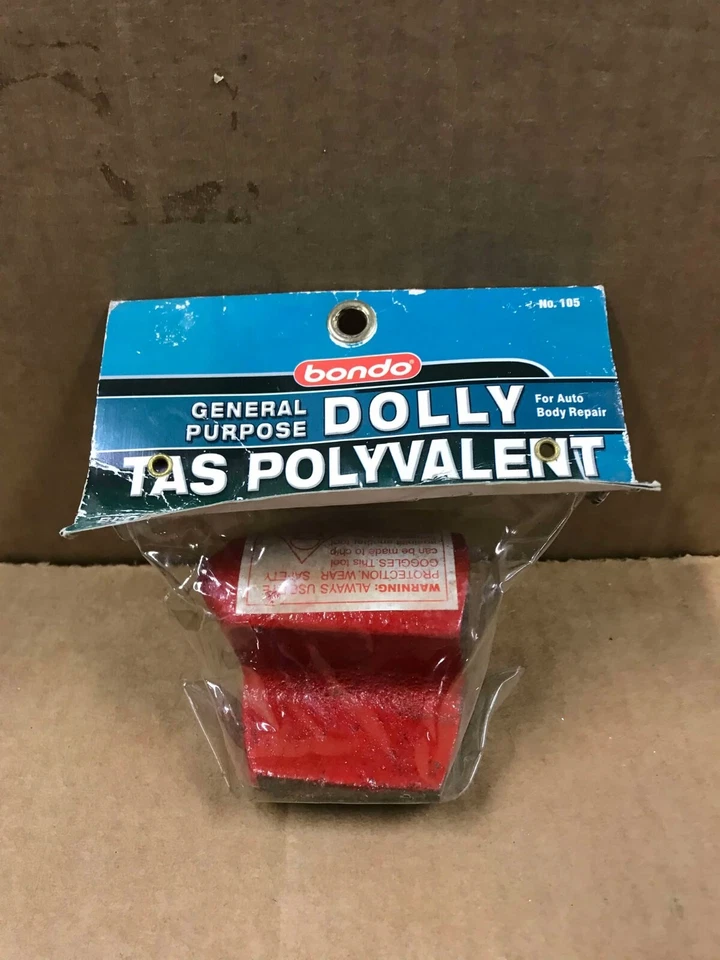 No. 105
bondo®
GENERAL PURPOSE DOLLY
For Auto Body Repair
TAS POLYVALENT
WARNING: ALWAYS USE
PROTECTION. WEAR SAFETY
GOGGLES. This tool
can be made to chip